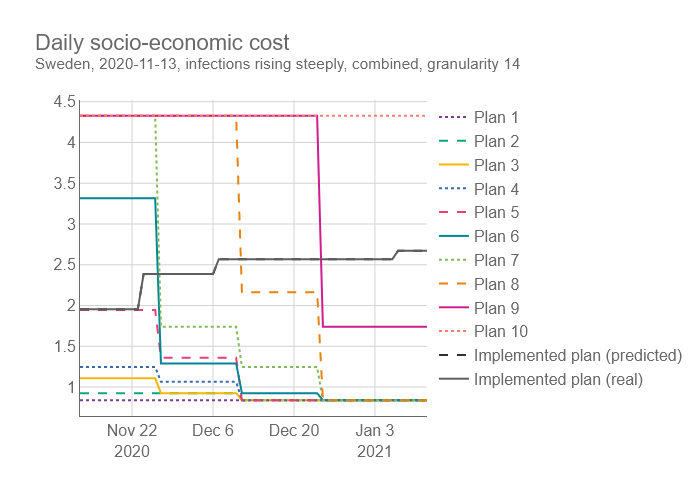 Daily socio-economic cost
Sweden, 2020-11-13, infections rising steeply, combined, granularity 14
4.5
4
3.5
3
2.5
2
1.5
1
Nov 22
2020
Dec 6
Dec 20
Jan 3
2021
Plan 1
Plan 2
Plan 3
Plan 4
Plan 5
Plan 6
Plan 7
Plan 8
Plan 9
Plan 10
Implemented plan (predicted)
Implemented plan (real)